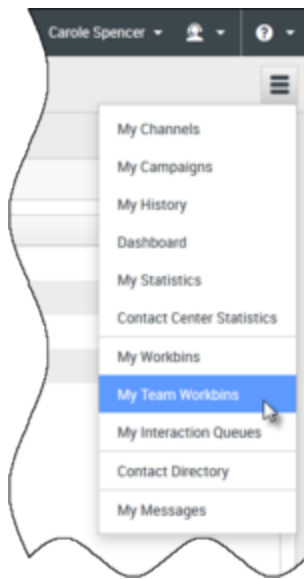 Carole Spencer
My Channels
My Campaigns
My History
Dashboard
My Statistics
Contact Center Statistics
My Workbins
My Team Workbins
My Interaction Queues
Contact Directory
My Messages